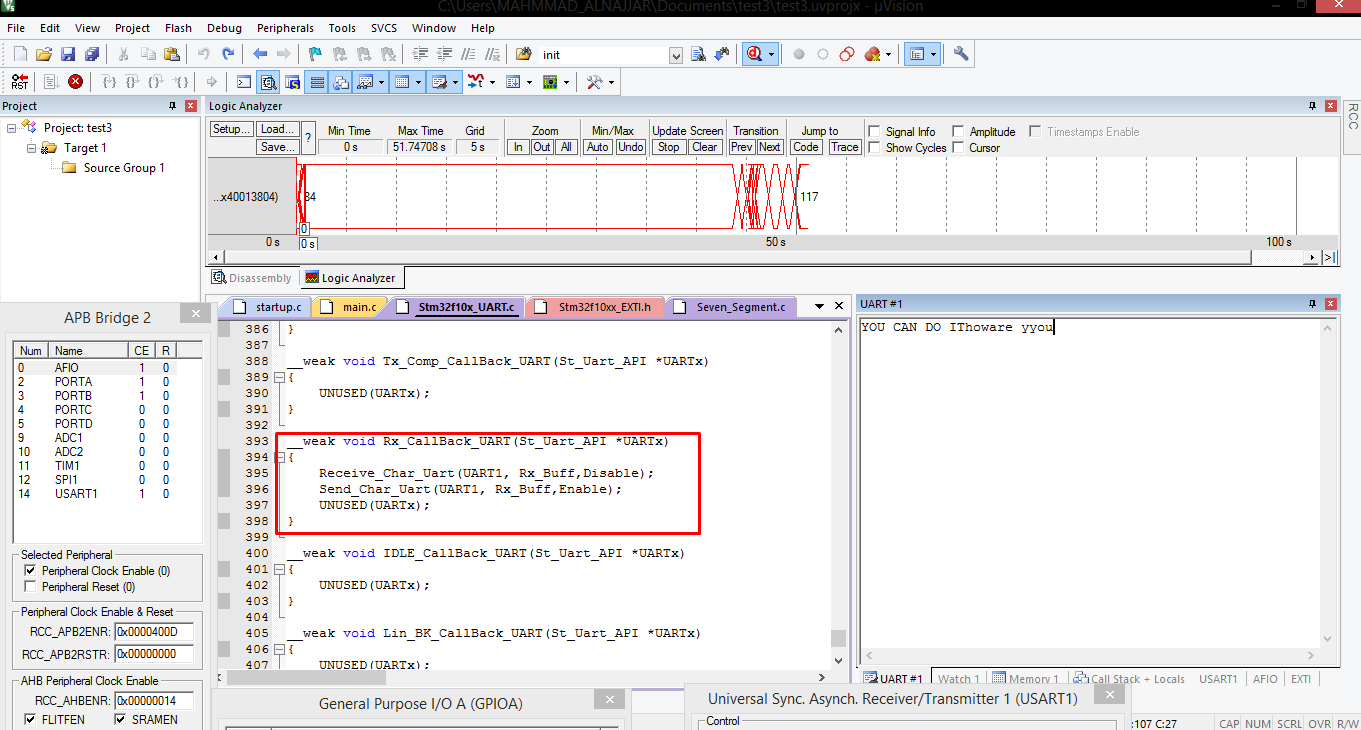 C:\Users\MAHMMAD_ALNAJJAR\Documents\test3\test3.uvprojx - µVision
File Edit View Project Flash Debug Peripherals Tools SVCS Window Help
init
RST
Project
Project: test3
Target 1
Source Group 1
Logic Analyzer
Setup... Load... ? Min Time Max Time Grid Zoom Min/Max Update Screen Transition Jump to Signal Info Amplitude Timestamps Enable
Save... 0 s 51.74708 s 5 s In Out All Auto Undo Stop Clear Prev Next Code Trace Show Cycles Cursor
...x40013804) 84 117
0
0 s 0 s 50 s 100 s
Disassembly Logic Analyzer
RCC
APB Bridge 2
Num Name CE R
0 AFIO 1 0
2 PORTA 1 0
3 PORTB 1 0
4 PORTC 0 0
5 PORTD 0 0
9 ADC1 0 0
10 ADC2 0 0
11 TIM1 0 0
12 SPI1 0 0
14 USART1 1 0
Selected Peripheral
Peripheral Clock Enable (0)
Peripheral Reset (0)
Peripheral Clock Enable & Reset
RCC_APB2ENR: 0x0000400D
RCC_APB2RSTR: 0x00000000
AHB Peripheral Clock Enable
RCC_AHBENR: 0x00000014
FLITFEN SRAMEN
startup.c main.c Stm32f10x_UART.c Stm32f10xx_EXTI.h Seven_Segment.c
386 }
387
388 __weak void Tx_Comp_CallBack_UART(St_Uart_API *UARTx)
389 {
390 UNUSED(UARTx);
391 }
392
393 __weak void Rx_CallBack_UART(St_Uart_API *UARTx)
394 {
395 Receive_Char_Uart(UART1, Rx_Buff,Disable);
396 Send_Char_Uart(UART1, Rx_Buff,Enable);
397 UNUSED(UARTx);
398 }
399
400 __weak void IDLE_CallBack_UART(St_Uart_API *UARTx)
401 {
402 UNUSED(UARTx);
403 }
404
405 __weak void Lin_BK_CallBack_UART(St_Uart_API *UARTx)
406 {
407 UNUSED(UARTx);
UART #1
YOU CAN DO IThoware yyou
UART #1 Watch 1 Memory 1 Call Stack + Locals USART1 AFIO EXTI
General Purpose I/O A (GPIOA)
Universal Sync. Asynch. Receiver/Transmitter 1 (USART1)
Control
:107 C:27 CAP NUM SCRL OVR R/W